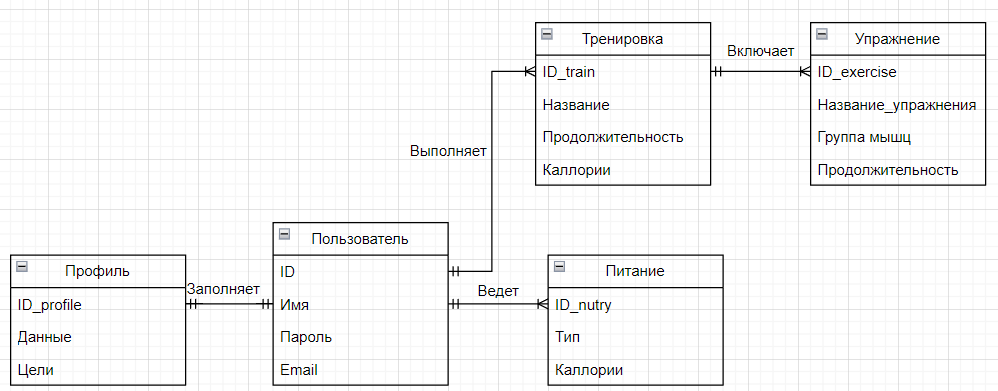 Тренировка
ID_train
Название
Продолжительность
Каллории
Включает
Упражнение
ID_exercise
Название_упражнения
Группа мышц
Продолжительность
Выполняет
Профиль
ID_profile
Данные
Цели
Заполняет
Пользователь
ID
Имя
Пароль
Email
Ведет
Питание
ID_nutry
Тип
Каллории